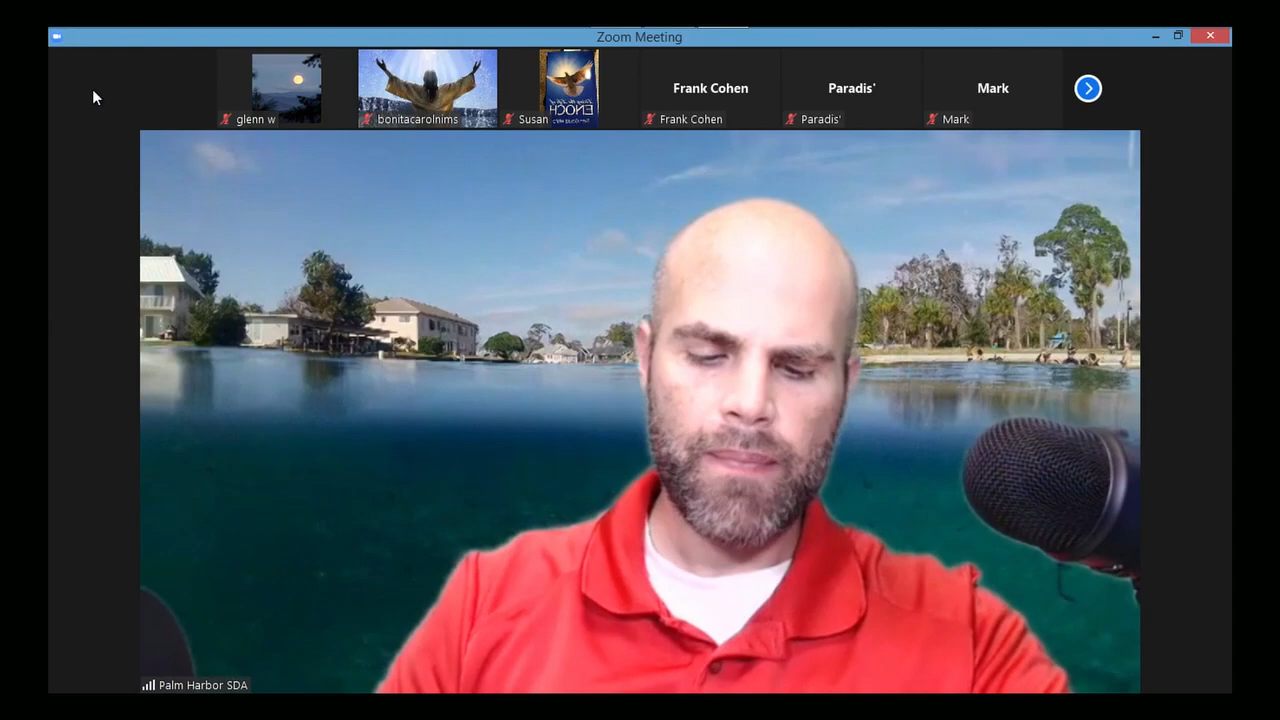 Zoom Meeting
Frank Cohen
Paradis'
Mark
glenn w
bonitacarolnims
Susan
ENOCH
Frank Cohen
Paradis'
Mark
Palm Harbor SDA